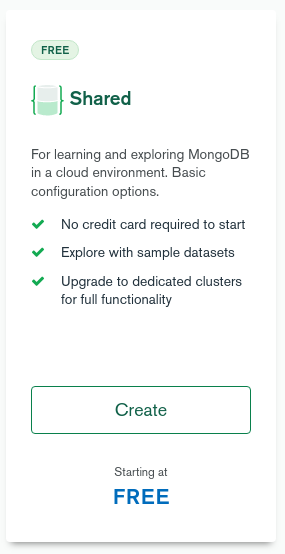 FREE
Shared
For learning and exploring MongoDB
in a cloud environment. Basic
configuration options.
No credit card required to start
Explore with sample datasets
Upgrade to dedicated clusters
for full functionality
Create
Starting at
FREE